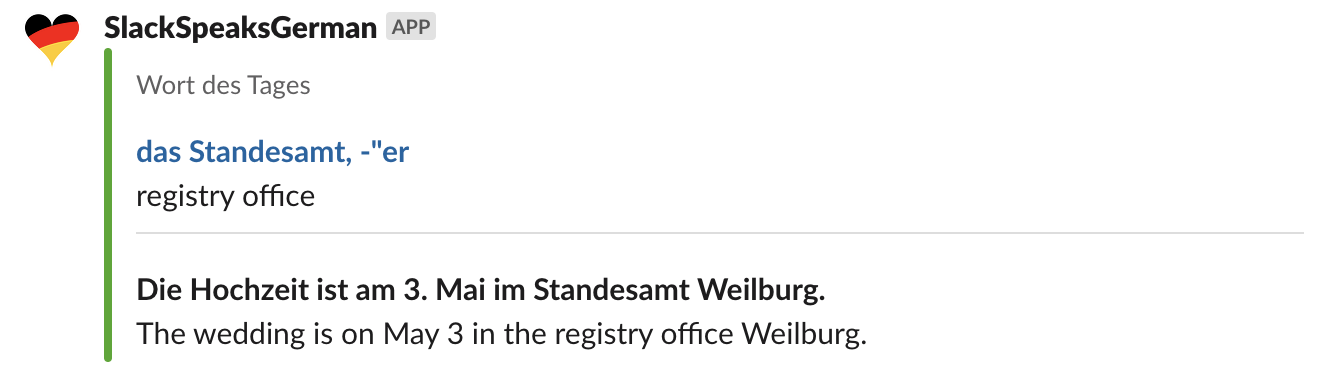 SlackSpeaksGerman APP
Wort des Tages
das Standesamt, -"er
registry office
Die Hochzeit ist am 3. Mai im Standesamt Weilburg.
The wedding is on May 3 in the registry office Weilburg.